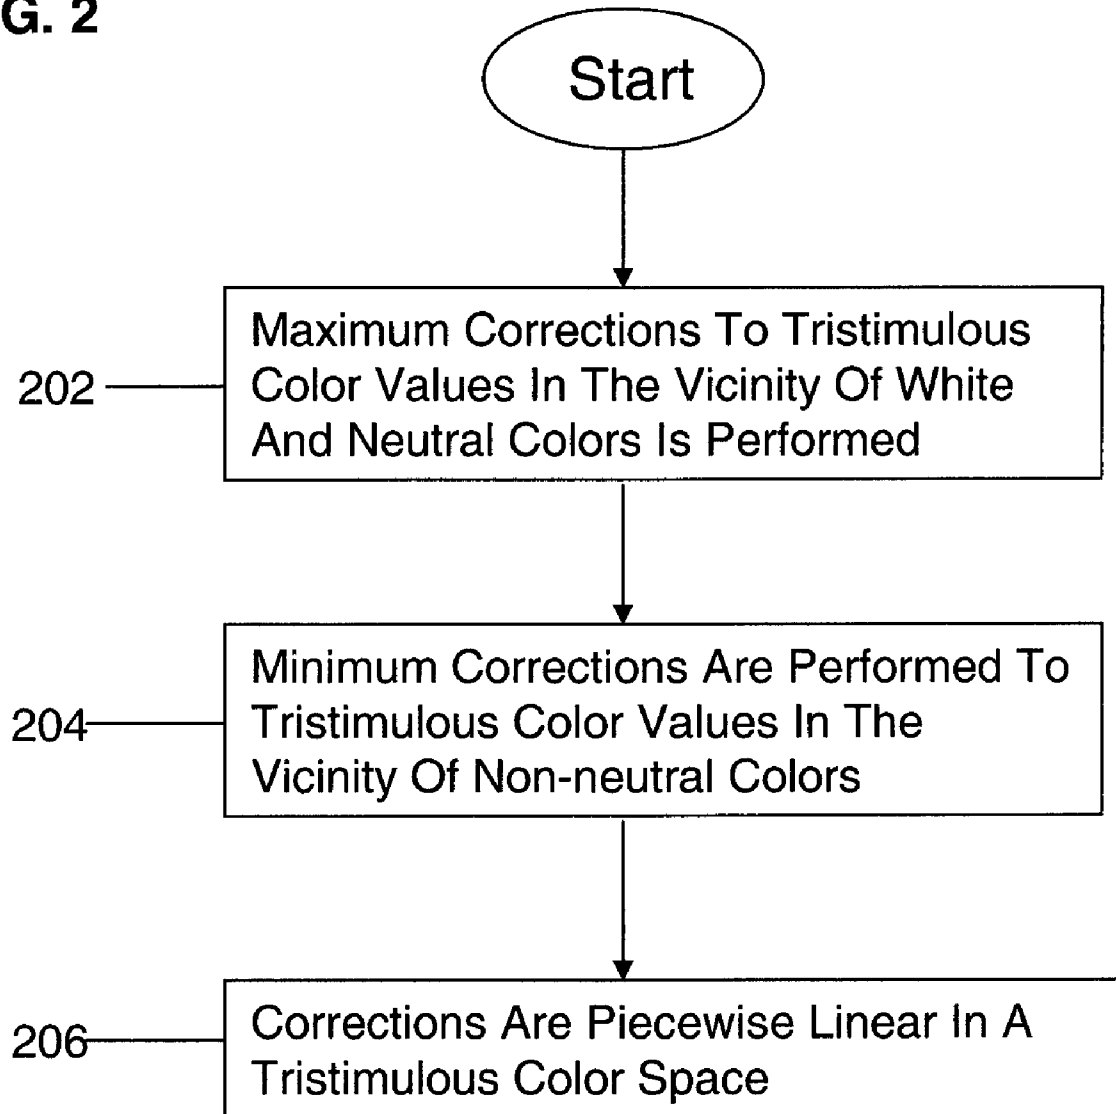 G. 2
Start
202
Maximum Corrections To Tristimulous
Color Values In The Vicinity Of White
And Neutral Colors Is Performed
204
Minimum Corrections Are Performed To
Tristimulous Color Values In The
Vicinity Of Non-neutral Colors
206
Corrections Are Piecewise Linear In A
Tristimulous Color Space